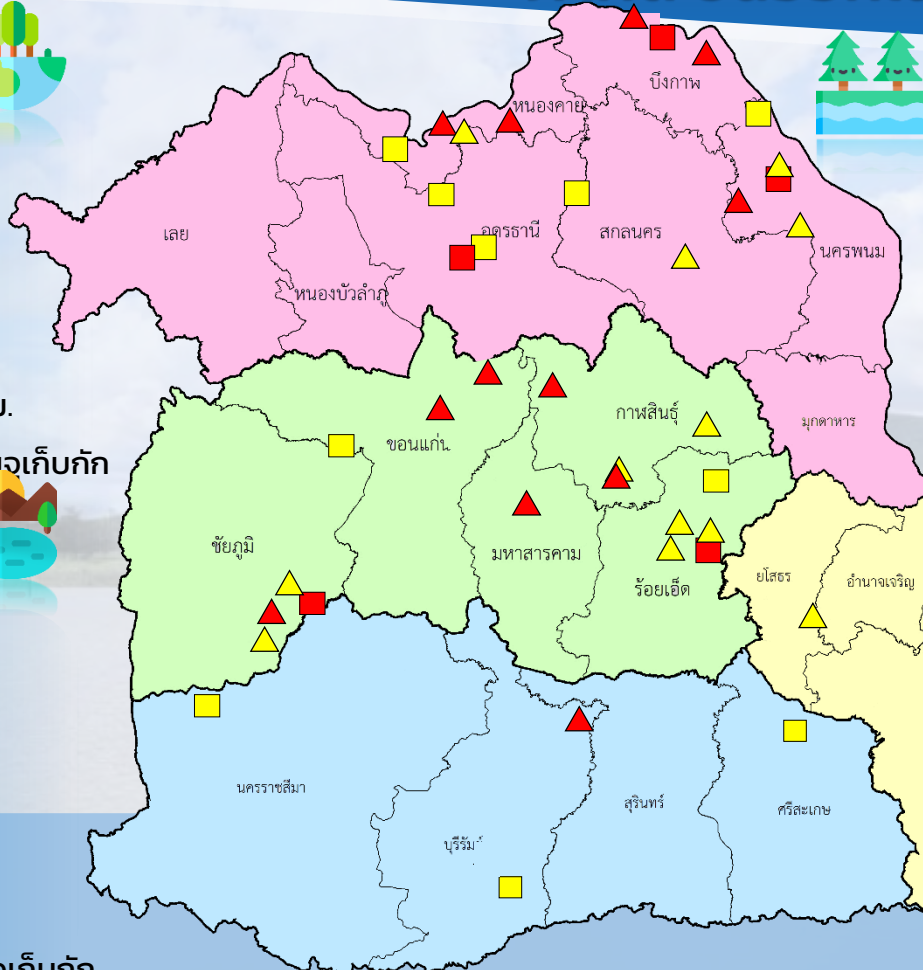 บึงกาฬ
หนองคาย
เลย
อุดรธานี
สกลนคร
นครพนม
หนองบัวลำภู
มุกดาหาร
กาฬสินธุ์
ขอนแก่น
เก็บกัก
ชัยภูมิ
มหาสารคาม
ร้อยเอ็ด
ยโสธร
อำนาจเจริญ
นครราชสีมา
สุรินทร์
ศรีสะเกษ